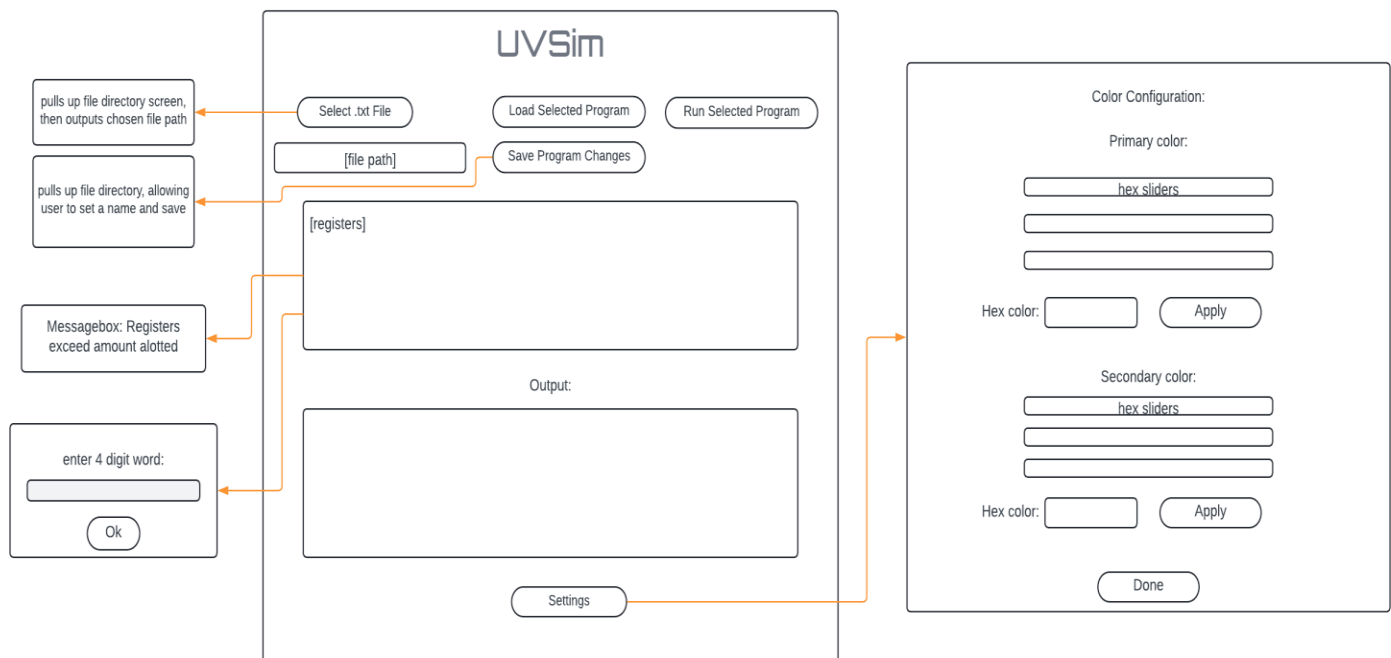 UVSim
pulls up file directory screen,
then outputs chosen file path
Select .txt File
Load Selected Program
Run Selected Program
[file path]
Save Program Changes
pulls up file directory, allowing
user to set a name and save
[registers]
Messagebox: Registers
exceed amount alotted
Output:
enter 4 digit word:
Ok
Settings
Color Configuration:
Primary color:
hex sliders
Hex color:
Apply
Secondary color:
hex sliders
Hex color:
Apply
Done